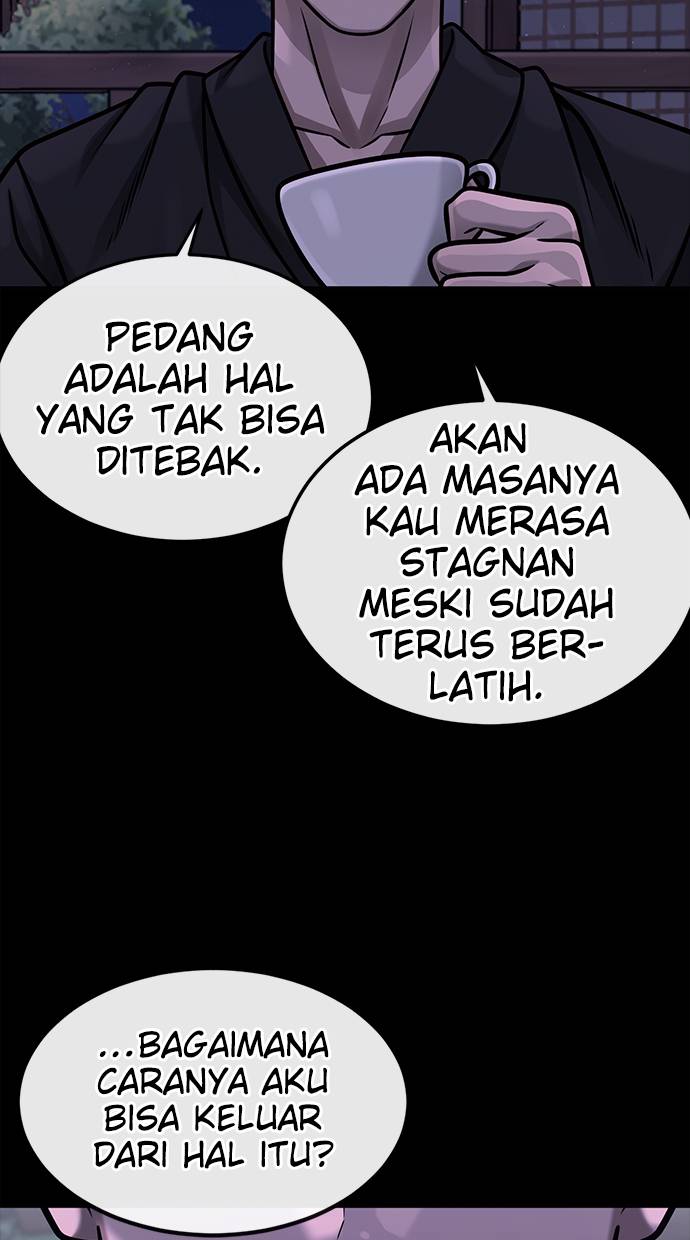 PEDANG
ADALAH HAL
YANG TAK BISA
DITEBAK.
AKAN
ADA MASANYA
KAU MERASA
STAGNAN
MESKI SUDAH
TERUS BER-
LATIH.
...BAGAIMANA
CARANYA AKU
BISA KELUAR
DARI HAL ITU?